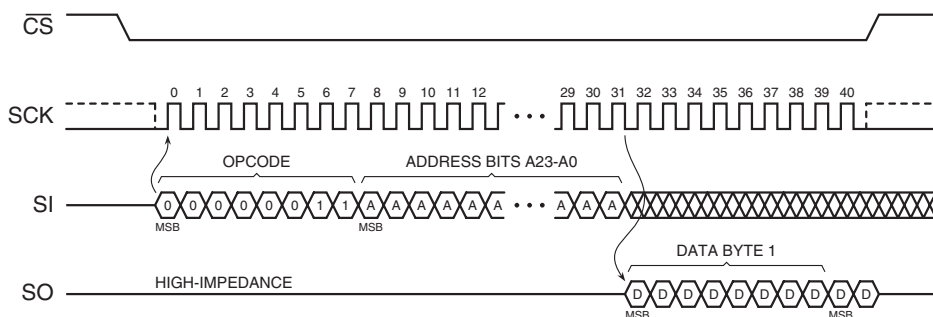 CS
0 1 2 3 4 5 6 7 8 9 10 11 12 29 30 31 32 33 34 35 36 37 38 39 40
SCK • • •
OPCODE ADDRESS BITS A23-A0
SI 0 0 0 0 0 0 1 1 A A A A A A • • • A A A
MSB MSB
DATA BYTE 1
HIGH-IMPEDANCE
SO D D D D D D D D D D
MSB MSB